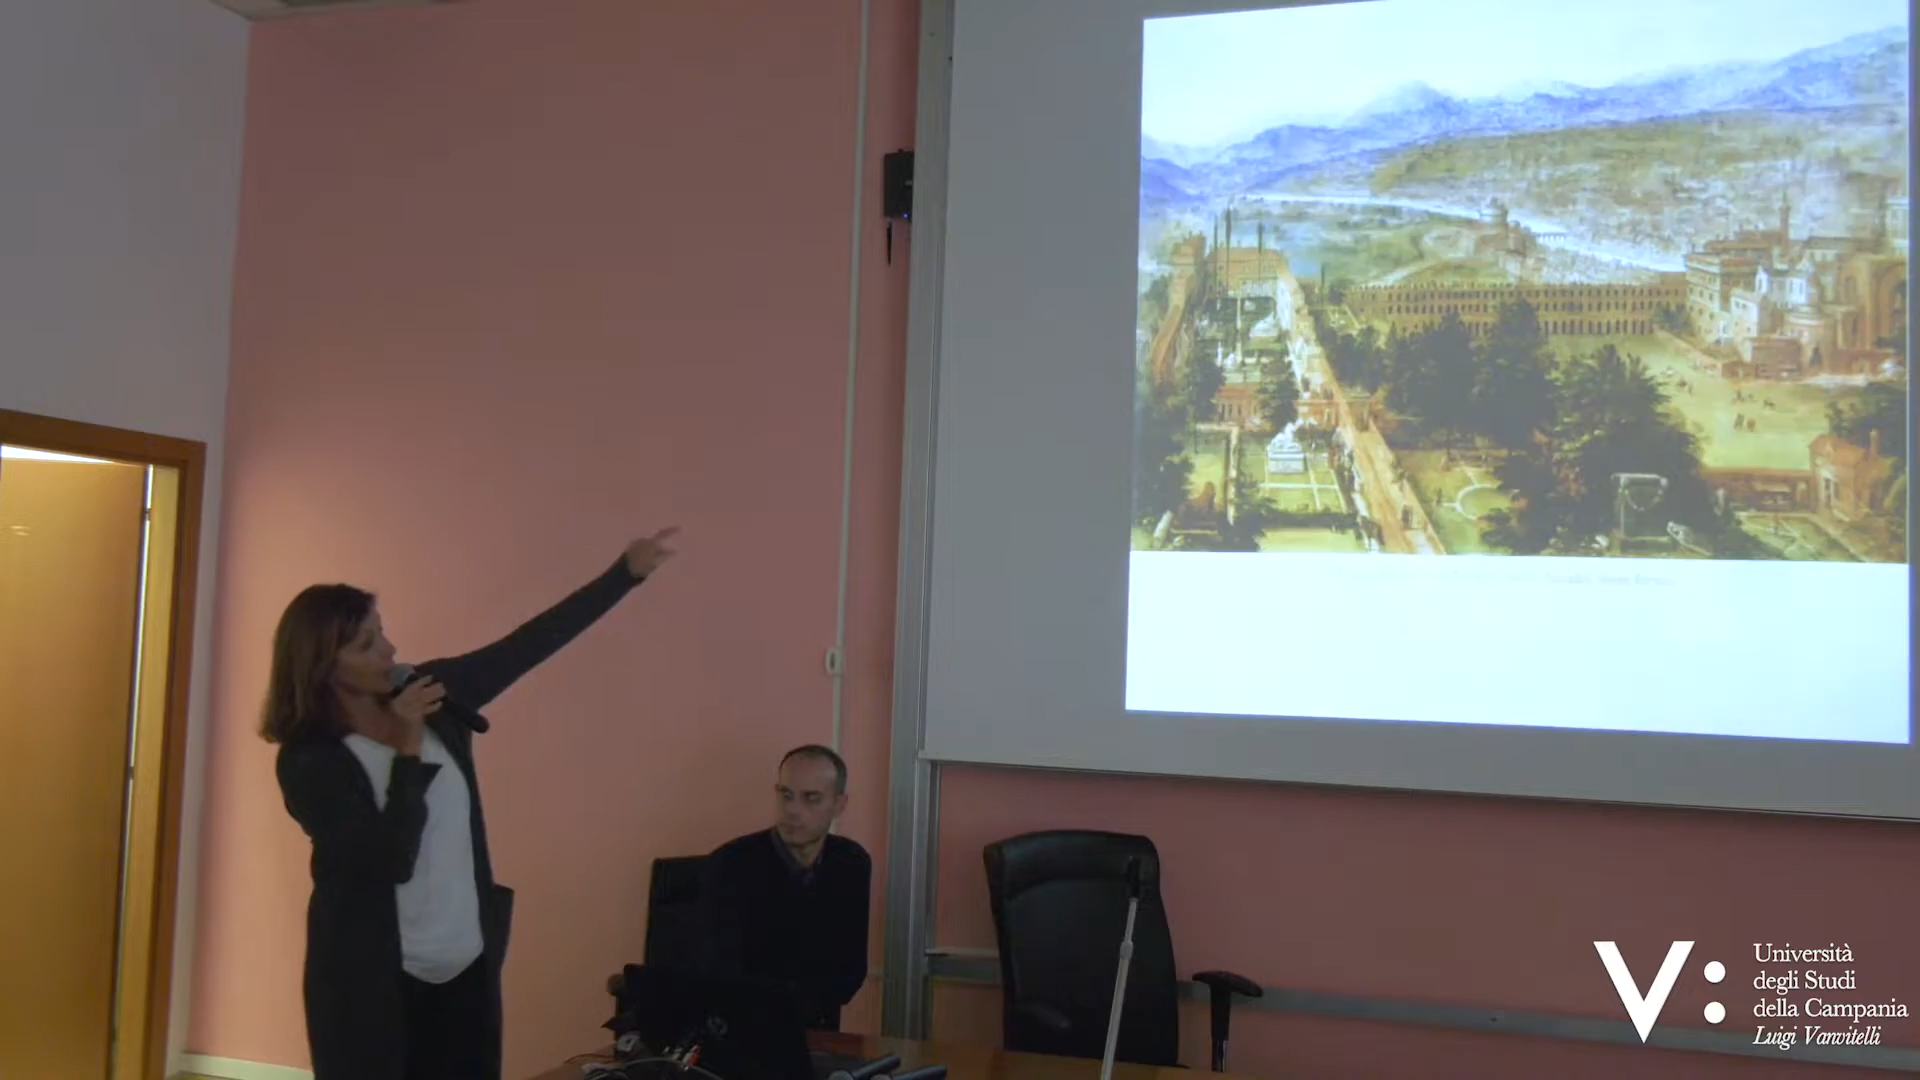 V:
Università
degli Studi
della Campania
Luigi Vanvitelli